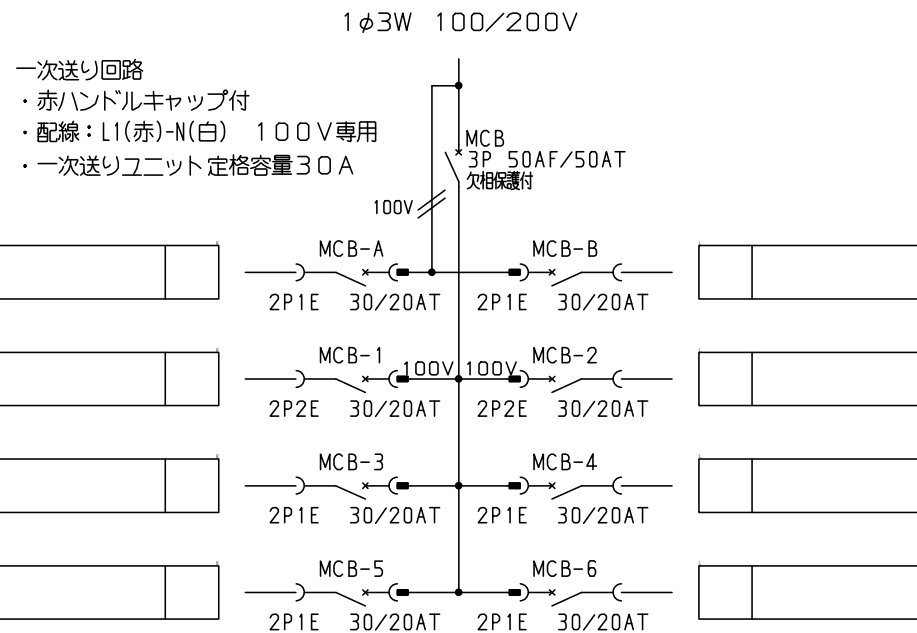 1φ3W 100/200V
一次送り回路
・赤ハンドルキャップ付
・配線：L1(赤)-N(白) 100V専用
・一次送りユニット定格容量30A
MCB
3P 50AF/50AT
欠相保護付
100V
MCB-A MCB-B
2P1E 30/20AT 2P1E 30/20AT
MCB-1 100V 100V MCB-2
2P2E 30/20AT 2P2E 30/20AT
MCB-3 MCB-4
2P1E 30/20AT 2P1E 30/20AT
MCB-5 MCB-6
2P1E 30/20AT 2P1E 30/20AT